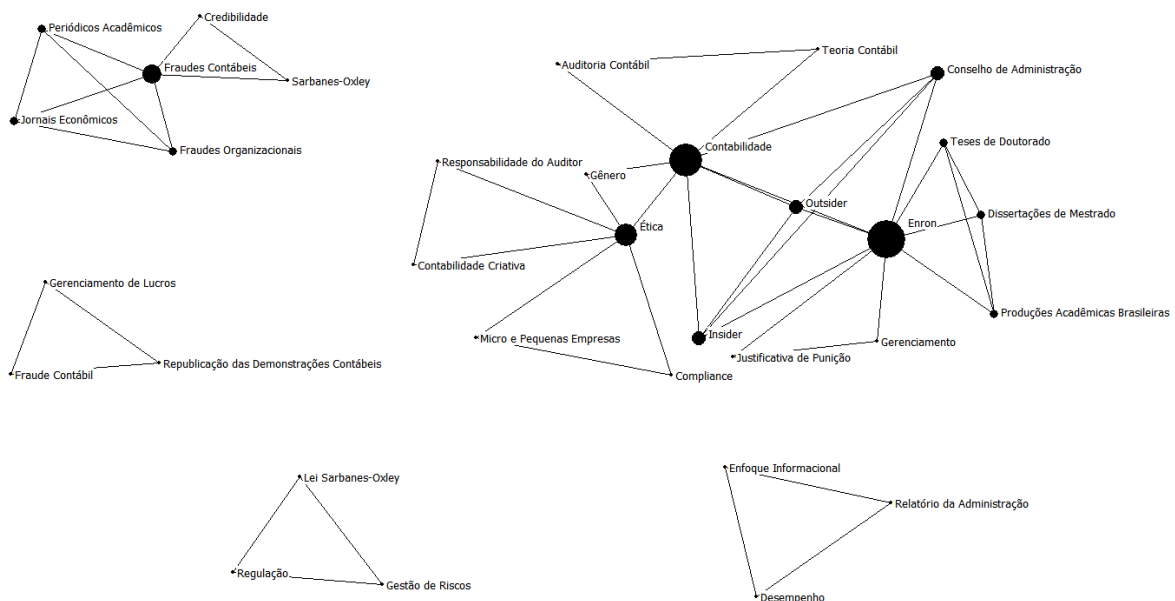 Credibilidade
Periódicos Acadêmicos
Teoria Contábil
Auditoria Contábil
Fraudes Contábeis
Conselho de Administração
Sarbanes-Oxley
Jornais Econômicos
Teses de Doutorado
Contabilidade
Fraudes Organizacionais
Responsabilidade do Auditor
Gênero
Outsider
Dissertações de Mestrado
Enron
Ética
Contabilidade Criativa
Gerenciamento de Lucros
Produções Acadêmicas Brasileiras
Insider
Micro e Pequenas Empresas
Gerenciamento
Justificativa de Punição
Republicação das Demonstrações Contábeis
Fraude Contábil
Compliance
Enfoque Informacional
Lei Sarbanes-Oxley
Relatório da Administração
Regulação
Gestão de Riscos
Desempenho